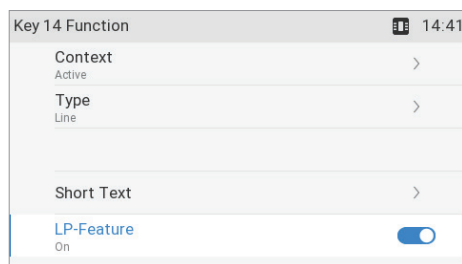 Key 14 Function 14:41
Context
Active
Type
Line
Short Text
LP-Feature
On